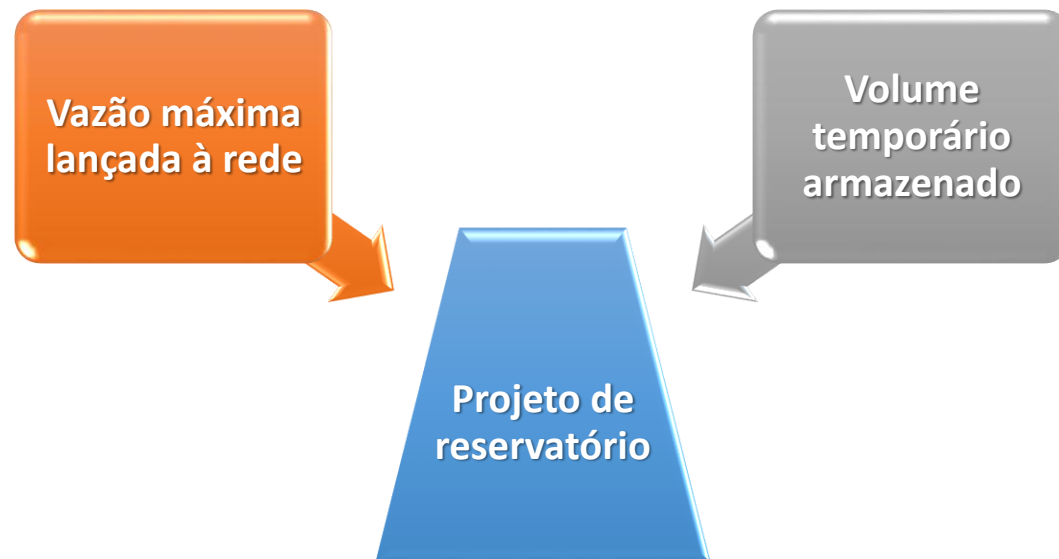 Vazão máxima
lançada à rede
Volume
temporário
armazenado
Projeto de
reservatório